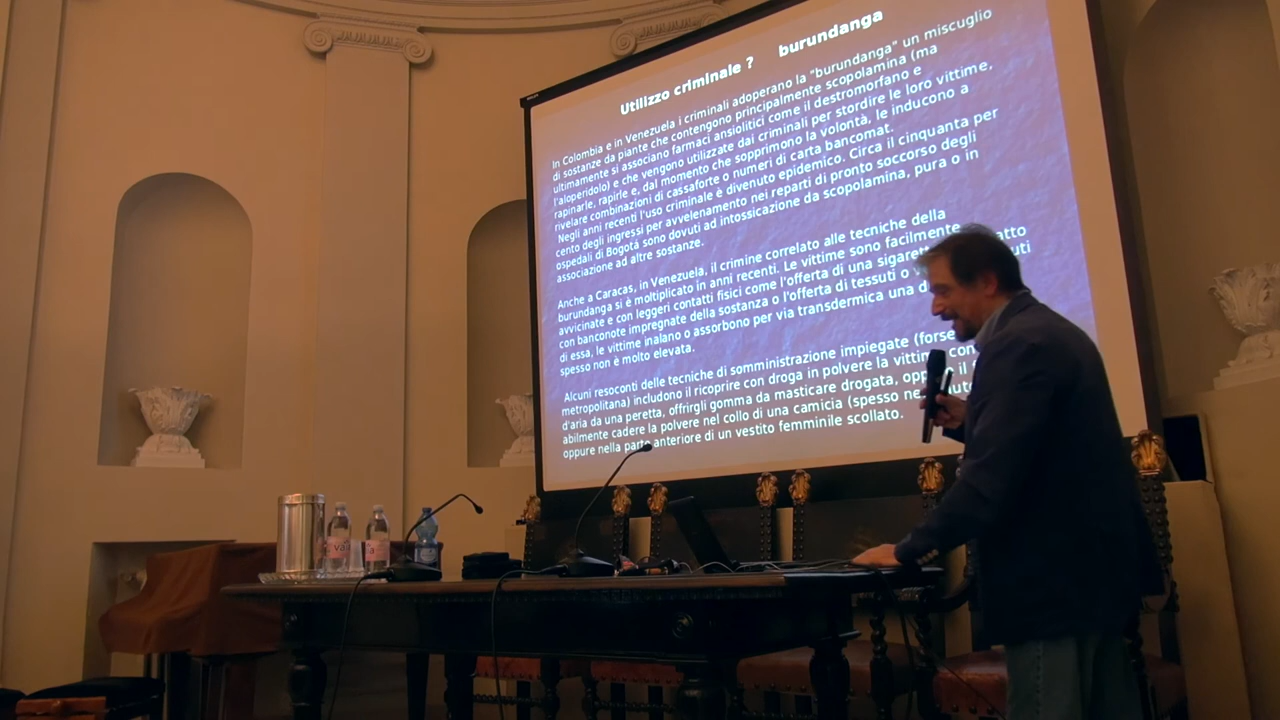 Utilizzo criminale ? burundanga
In Colombia e in Venezuela i criminali adoperano la "burundanga" un miscuglio
di sostanze da piante che contengono principalmente scopolamina (ma
ultimamente si associano farmaci ansiolitici come il destromorfano e
l'aloperidolo) e che vengono utilizzate dai criminali per stordire le loro vittime,
rapinarle, rapirle e, dal momento che sopprimono la volontà, le inducono a
rivelare combinazioni di cassaforte o numeri di carta bancomat.
Negli anni recenti l'uso criminale è divenuto epidemico. Circa il cinquanta per
cento degli ingressi per avvelenamento nei reparti di pronto soccorso degli
ospedali di Bogotá sono dovuti ad intossicazione da scopolamina, pura o in
associazione ad altre sostanze.
Anche a Caracas, in Venezuela, il crimine correlato alle tecniche della
burundanga si è moltiplicato in anni recenti. Le vittime sono facilmente
avvicinate e con leggeri contatti fisici come l'offerta di una
con banconote impregnate della sostanza o l'offerta di tessuti o
di essa, le vittime inalano o assorbono per via transdermica una
spesso non è molto elevata.
Alcuni resoconti delle tecniche di somministrazione impiegate (forse
metropolitana) includono il ricoprire con droga in polvere la vittima con
d'aria da una peretta, offrirgli gomma da masticare drogata, il
abilmente cadere la polvere nel collo di una camicia (spesso
oppure nella parte anteriore di un vestito femminile scollato.